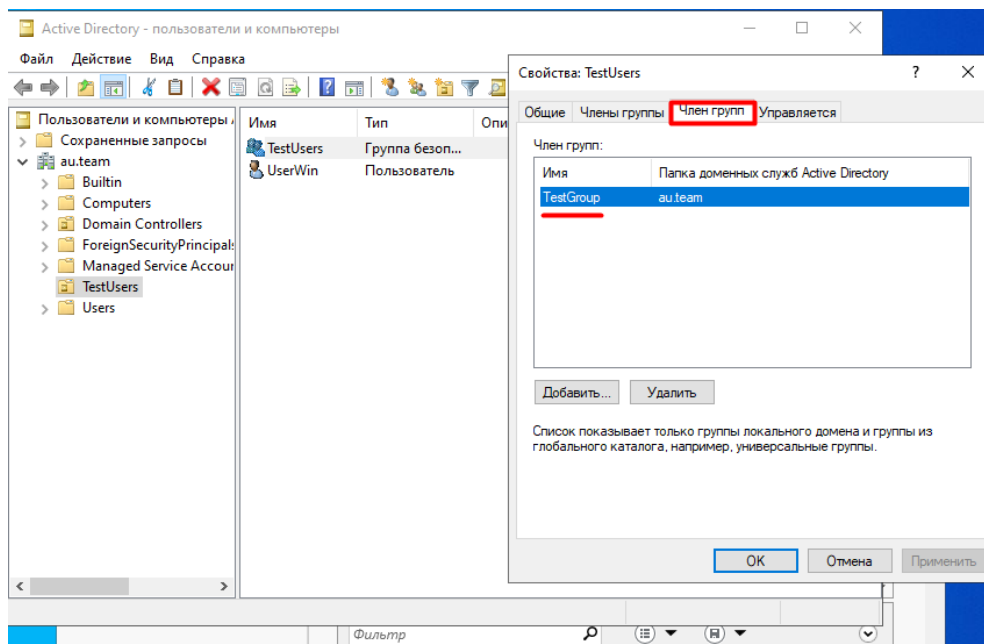 Active Directory - пользователи и компьютеры
Файл Действие Вид Справка
Пользователи и компьютеры
Сохраненные запросы
au.team
Builtin
Computers
Domain Controllers
ForeignSecurityPrincipals
Managed Service Accour
TestUsers
Users
Имя Тип Опи
TestUsers Группа безоп...
UserWin Пользователь
Свойства: TestUsers
Общие Члены группы Член групп Управляется
Член групп:
Имя Папка доменных служб Active Directory
TestGroup au.team
Добавить... Удалить
Список показывает только группы локального домена и группы из
глобального каталога, например, универсальные группы.
OK Отмена Применить
Фильтр